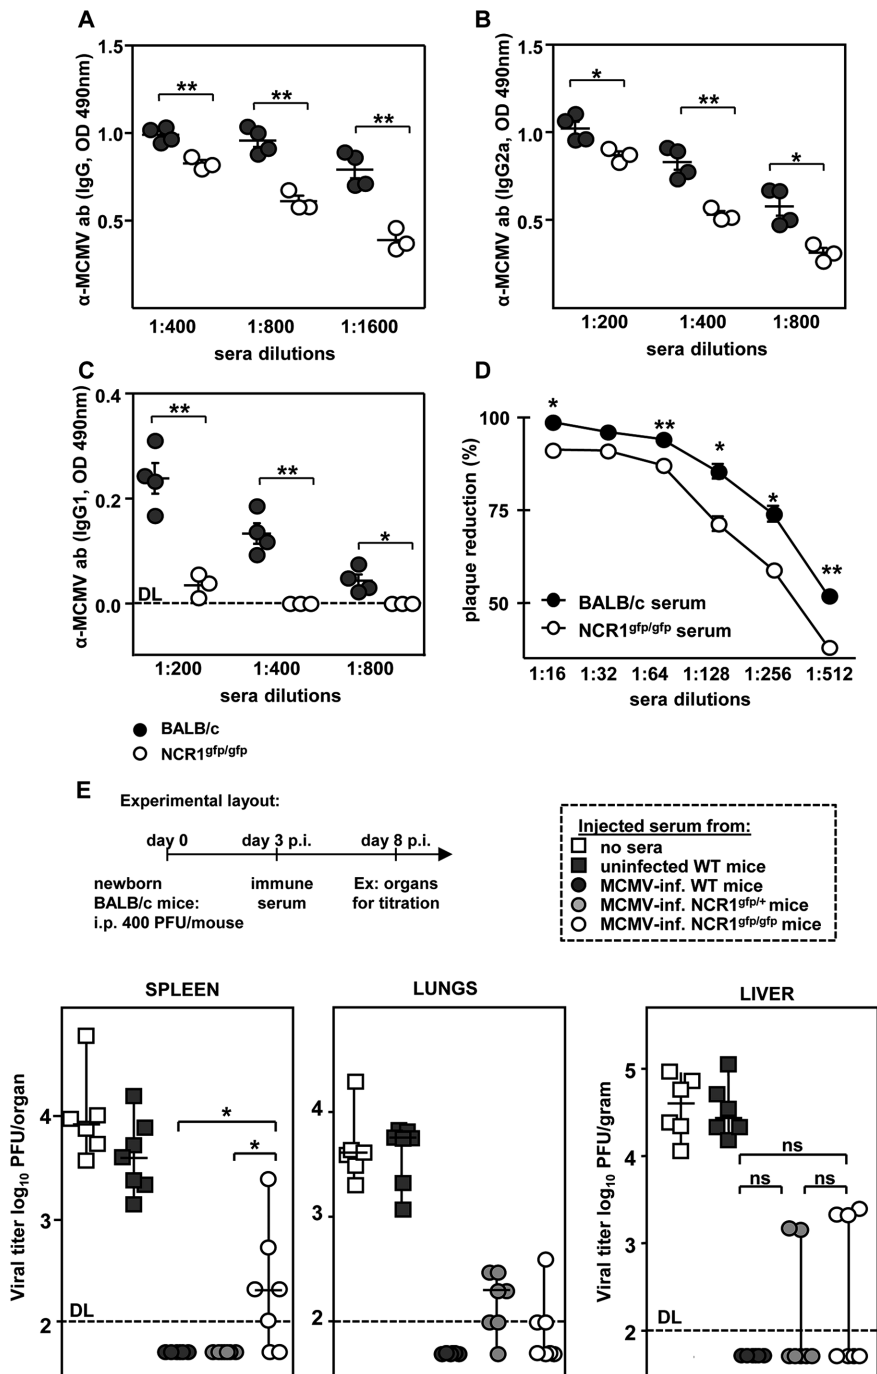 A
α-MCMV ab (IgG, OD 490nm)
1.5
1.0
0.5
**
**
**
1:400 1:800 1:1600
sera dilutions
B
α-MCMV ab (IgG2a, OD 490nm)
1.5
1.0
0.5
*
**
*
1:200 1:400 1:800
sera dilutions
C
α-MCMV ab (IgG1, OD 490nm)
0.4
0.2
0.0
DL
**
**
*
1:200 1:400 1:800
sera dilutions
BALB/c
NCR1gfp/gfp
D
plaque reduction (%)
100
75
50
*
**
*
*
**
BALB/c serum
NCR1gfp/gfp serum
1:16 1:32 1:64 1:128 1:256 1:512
sera dilutions
E
Experimental layout:
day 0 day 3 p.i. day 8 p.i.
newborn immune Ex: organs
BALB/c mice: serum for titration
i.p. 400 PFU/mouse
Injected serum from:
no sera
uninfected WT mice
MCMV-inf. WT mice
MCMV-inf. NCR1gfp/+ mice
MCMV-inf. NCR1gfp/gfp mice
SPLEEN
Viral titer log10 PFU/organ
4
3
2
DL
*
*
LUNGS
4
3
2
LIVER
Viral titer log10 PFU/gram
5
4
3
2
DL
ns
ns
ns